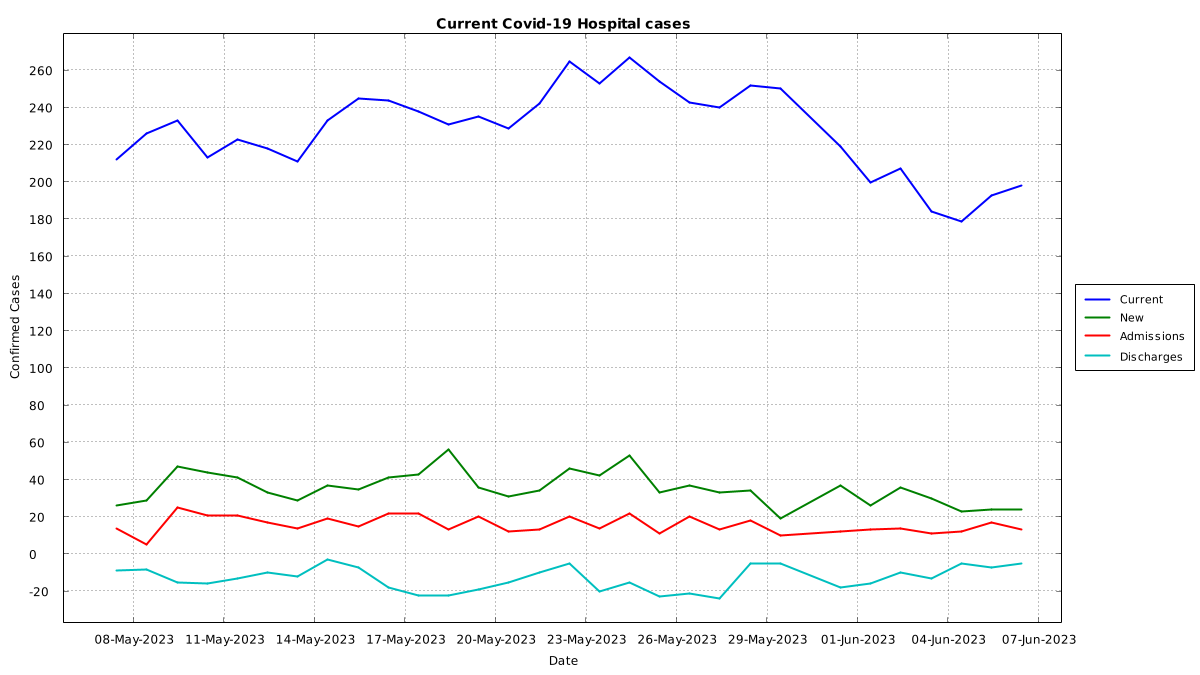 Current Covid-19 Hospital cases
260
240
220
200
180
160
140
120
100
80
60
40
20
0
-20
Confirmed Cases
08-May-2023 11-May-2023 14-May-2023 17-May-2023 20-May-2023 23-May-2023 26-May-2023 29-May-2023 01-Jun-2023 04-Jun-2023 07-Jun-2023
Date
Current
New
Admissions
Discharges